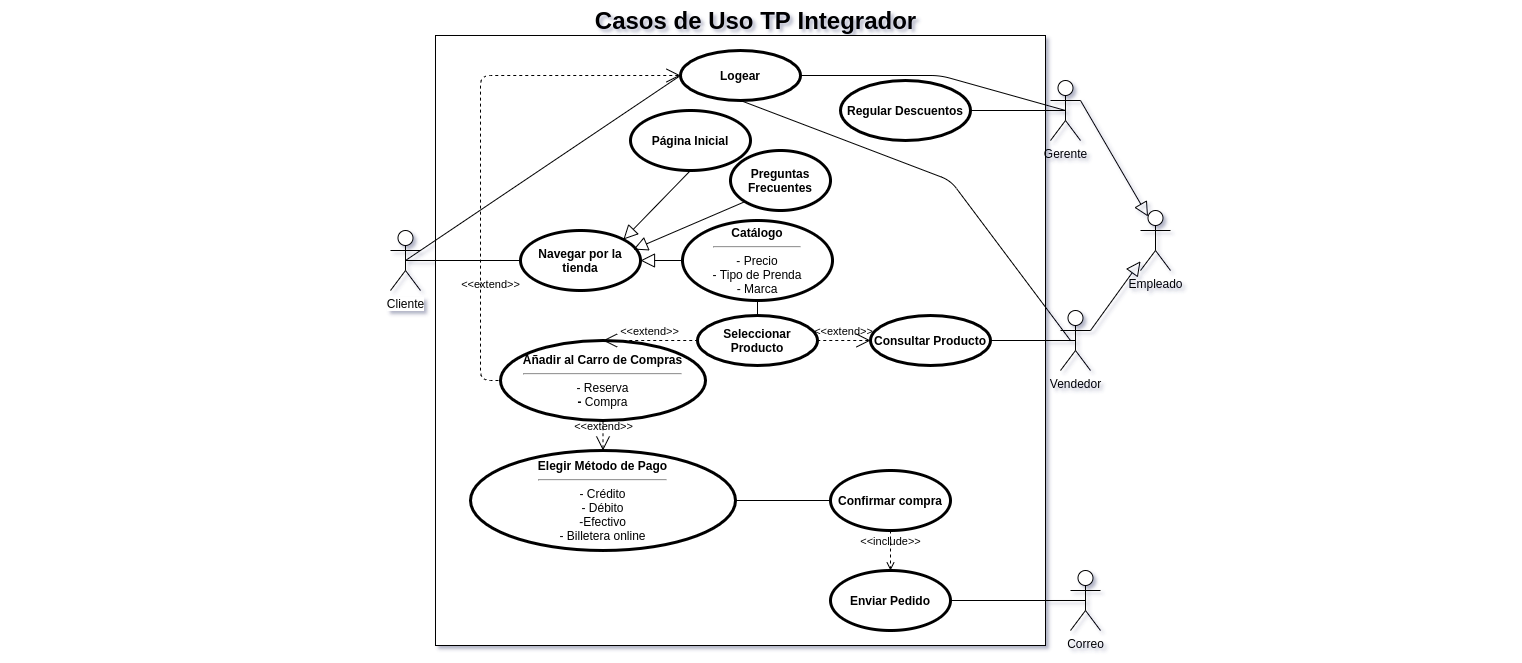 Casos de Uso TP Integrador
Logear
Regular Descuentos
Gerente
Página Inicial
Preguntas
Frecuentes
Catálogo
- Precio
- Tipo de Prenda
- Marca
Navegar por la
tienda
<<extend>>
Cliente
Empleado
<<extend>>
Seleccionar
Producto
<<extend>>
Consultar Producto
Vendedor
Añadir al Carro de Compras
- Reserva
- Compra
<<extend>>
Elegir Método de Pago
- Crédito
- Débito
-Efectivo
- Billetera online
Confirmar compra
<<include>>
Enviar Pedido
Correo